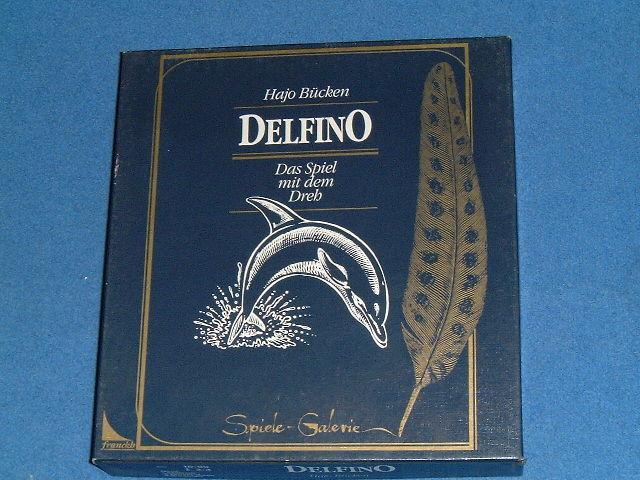 Hajo Bücken
DELFINO
Das Spiel
mit dem
Dreh
Spiele-Galerie
franckh
DELFINO
Hajo Bücken